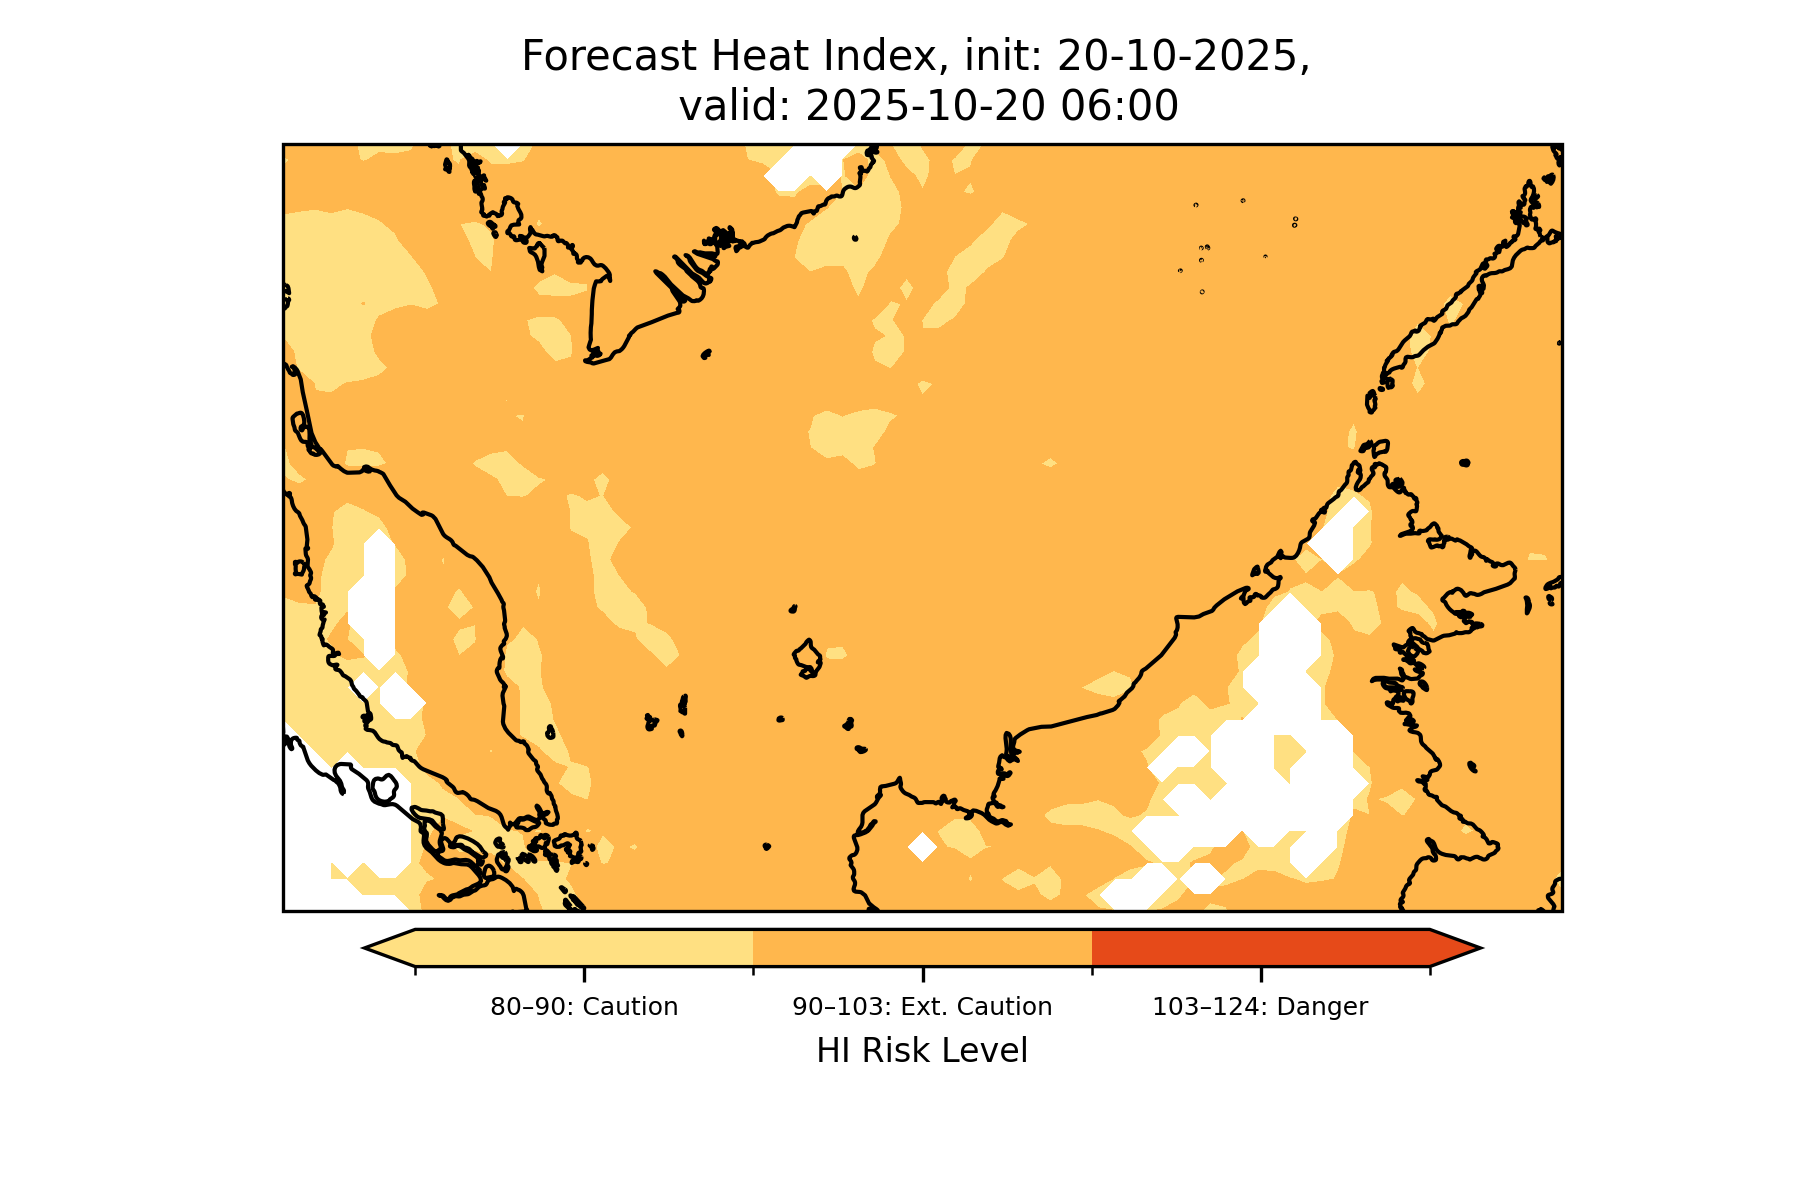 Forecast Heat Index, init: 20-10-2025,
valid: 2025-10-20 06:00
80–90: Caution
90–103: Ext. Caution
103–124: Danger
HI Risk Level